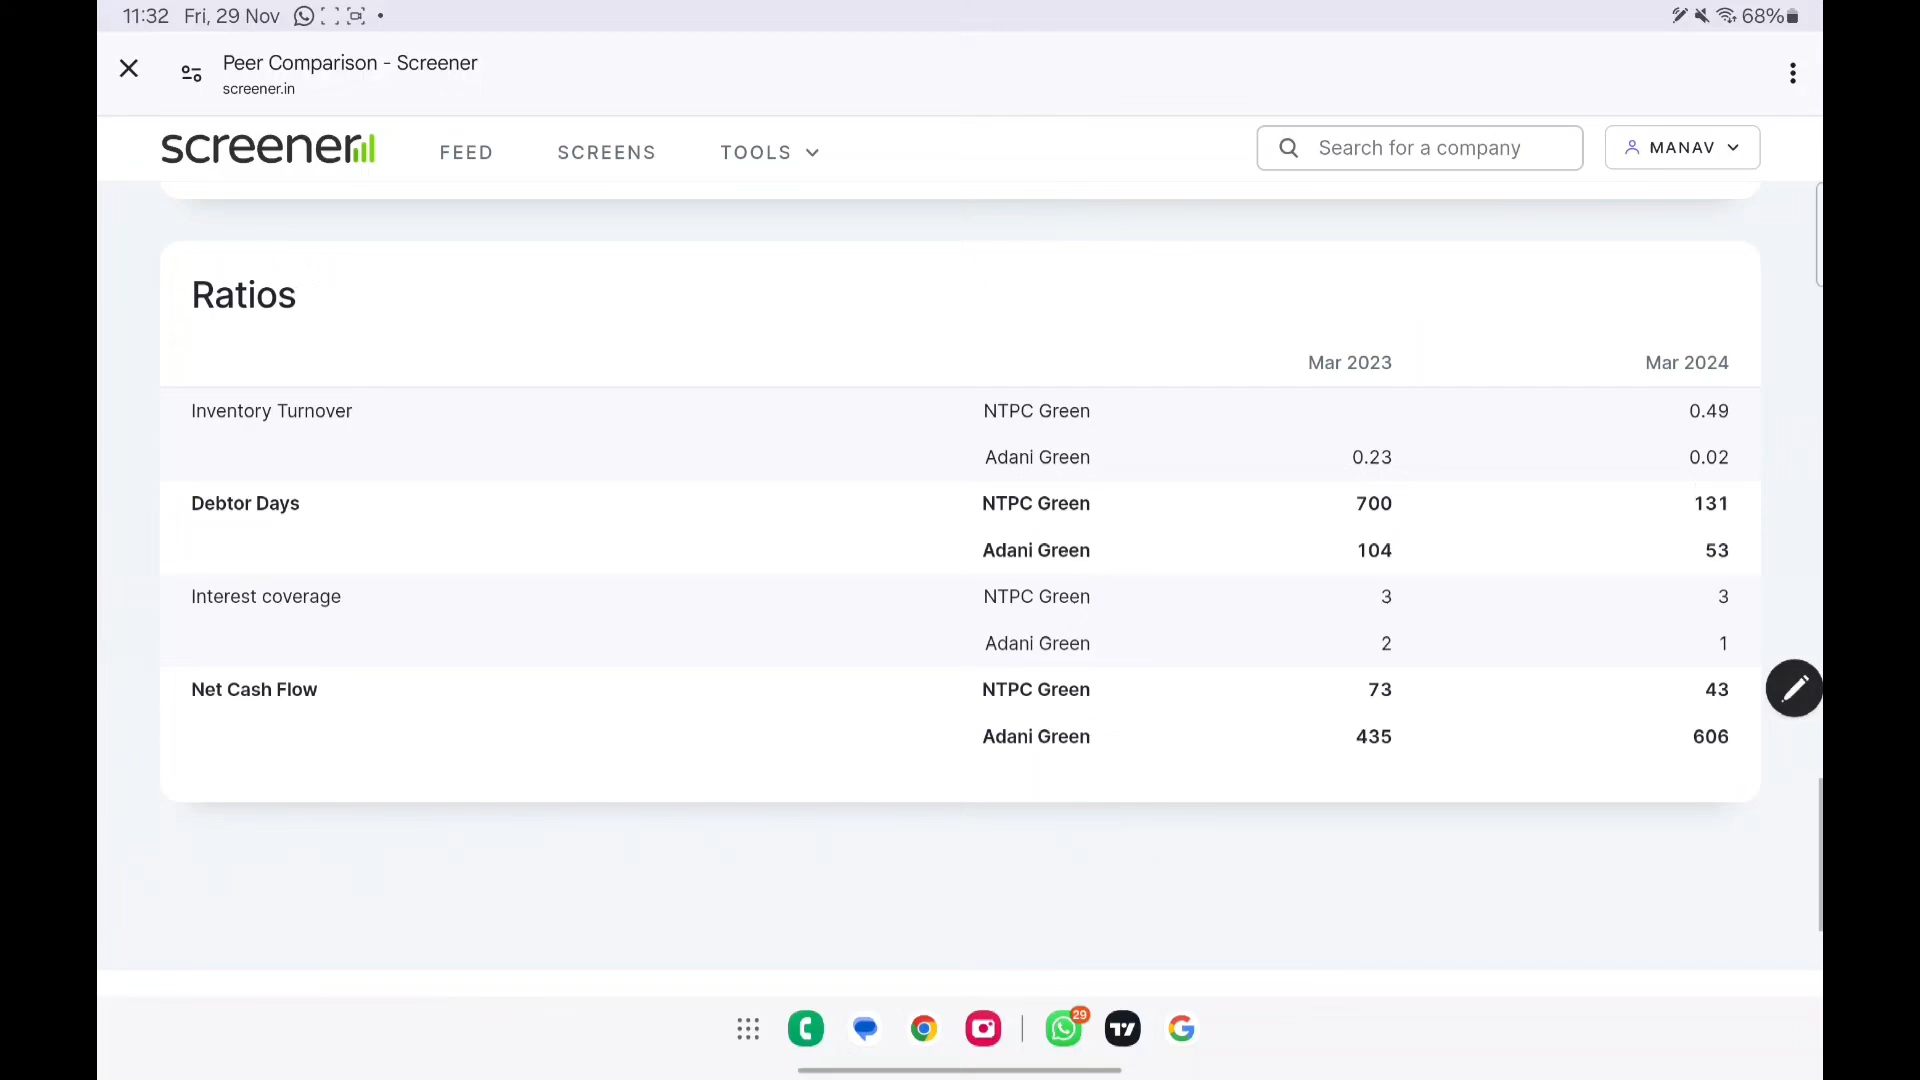 11:32 Fri, 29 Nov 68%
Peer Comparison - Screener
screener.in
screener FEED SCREENS TOOLS Search for a company MANAV
Ratios
Mar 2023 Mar 2024
Inventory Turnover NTPC Green 0.49
Adani Green 0.23 0.02
Debtor Days NTPC Green 700 131
Adani Green 104 53
Interest coverage NTPC Green 3 3
Adani Green 2 1
Net Cash Flow NTPC Green 73 43
Adani Green 435 606
29